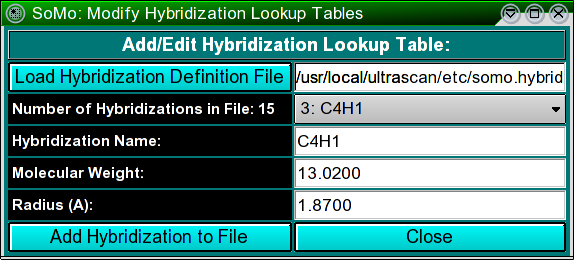 SoMo: Modify Hybridization Lookup Tables
Add/Edit Hybridization Lookup Table:
Load Hybridization Definition File /usr/local/ultrascan/etc/somo.hybrid
Number of Hybridizations in File: 15 3: C4H1
Hybridization Name: C4H1
Molecular Weight: 13.0200
Radius (A): 1.8700
Add Hybridization to File Close